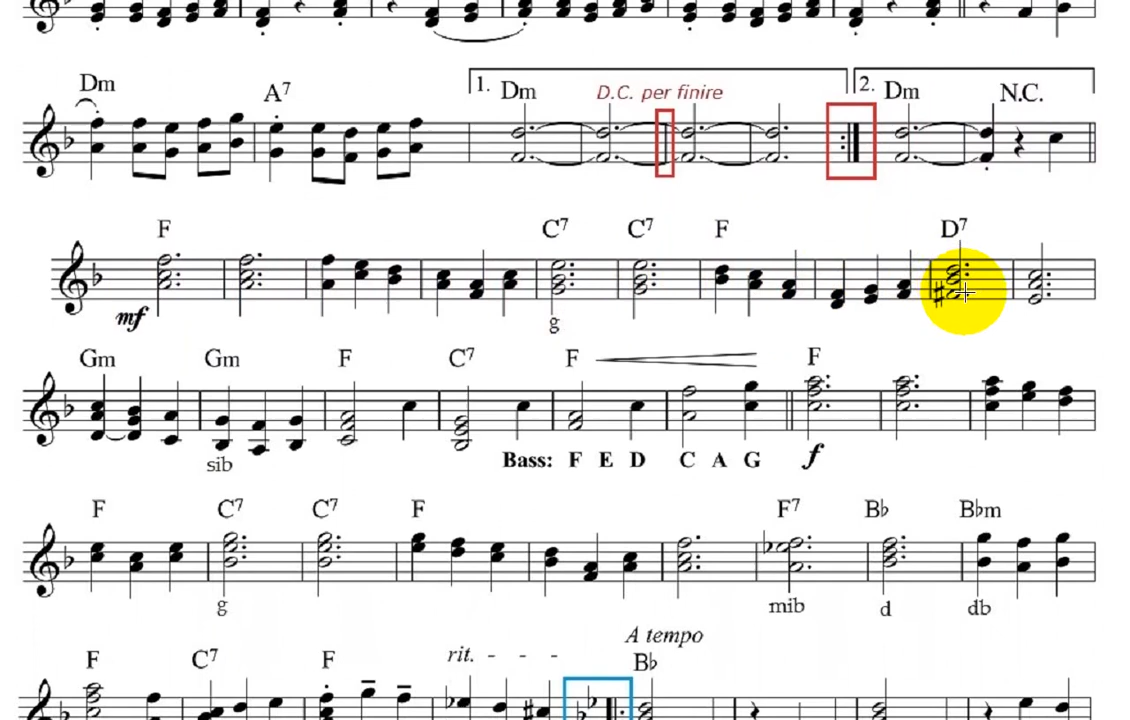 Dm A7 1. Dm D.C. per finire 2. Dm N.C.
F C7 C7 F D7
mf g
Gm Gm F C7 F F
sib Bass: F E D C A G f
F C7 C7 F F7 B♭ B♭m
g mib d db
A tempo
F C7 F rit. - - - B♭